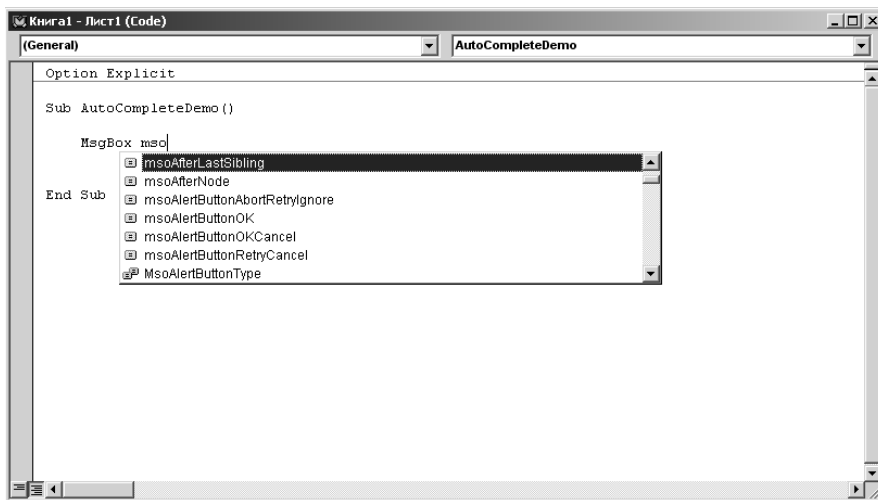 Книга1 - Лист1 (Code)
(General)
AutoCompleteDemo
Option Explicit
Sub AutoCompleteDemo()
MsgBox mso
msoAfterLastSibling
msoAfterNode
msoAlertButtonAbortRetryIgnore
msoAlertButtonOK
msoAlertButtonOKCancel
msoAlertButtonRetryCancel
MsoAlertButtonType
End Sub